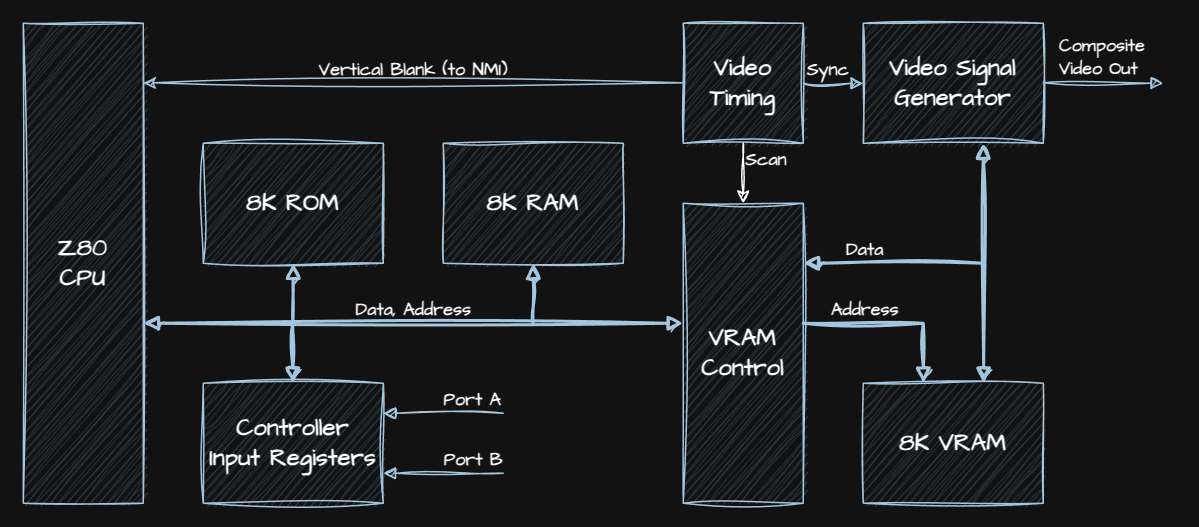 Composite
Video Out
Vertical Blank (to NMI)
Video
Timing
Sync
Video Signal
Generator
Scan
8K ROM
8K RAM
Z80
CPU
Data
Data, Address
Address
VRAM
Control
Controller
Input Registers
Port A
Port B
8K VRAM